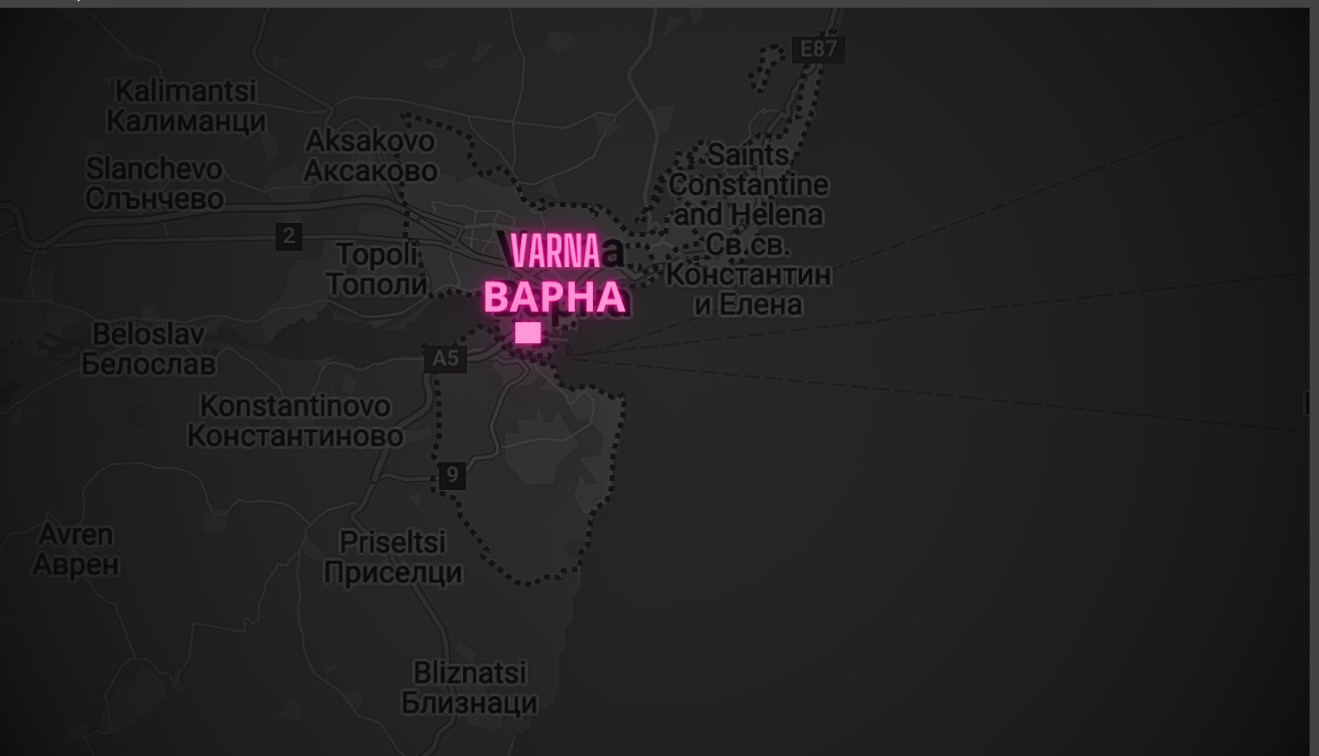 E87
Kalimantsi
Калиманци
Aksakovo
Аксаково
Saints
Constantine
and Helena
Св.св.
Константин
и Елена
Slanchevo
Слънчево
2
VARNA
ВАРНА
Topoli
Тополи
Beloslav
Белослав
A5
Konstantinovo
Константиново
9
Avren
Аврен
Priseltsi
Приселци
Bliznatsi
Близнаци